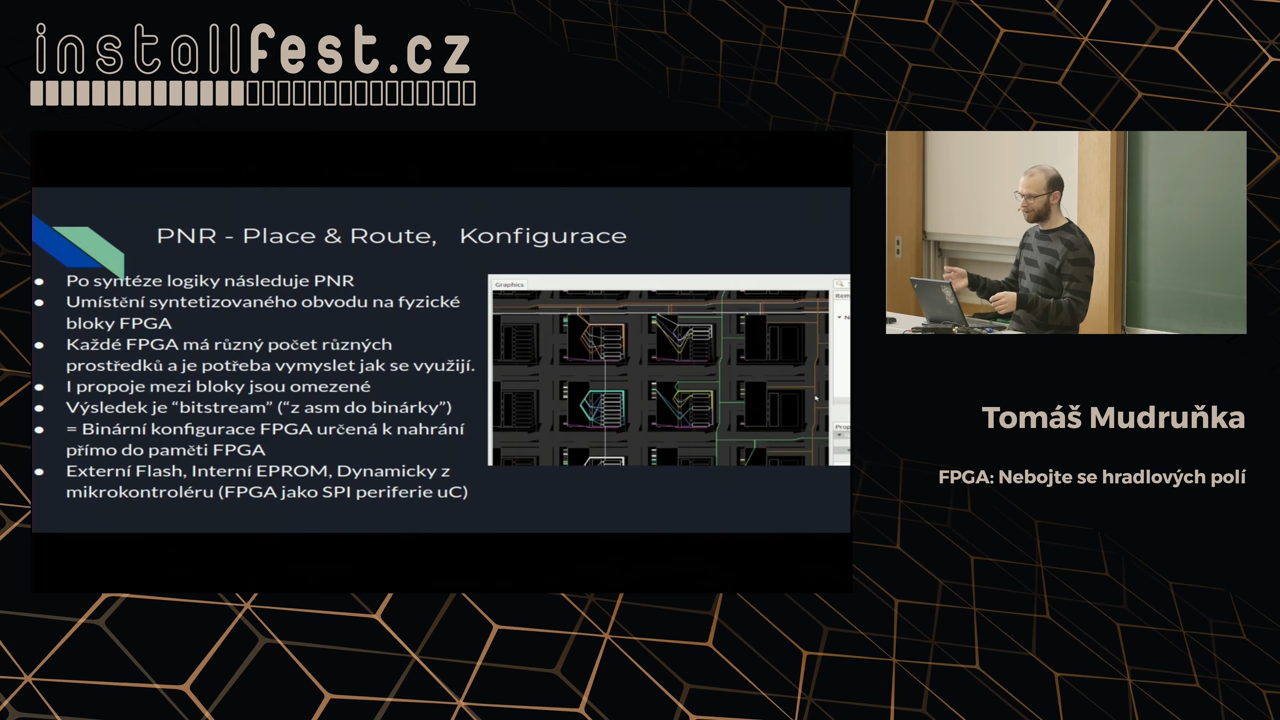 installfest.cz
PNR - Place & Route, Konfigurace
Po syntéze logiky následuje PNR
Umístění syntetizovaného obvodu na fyzické
bloky FPGA
Každé FPGA má různý počet různých
prostředků a je potřeba vymyslet jak se využijí.
I propoje mezi bloky jsou omezené
Výsledek je “bitstream” (“z asm do binárky”)
= Binární konfigurace FPGA určená k nahrání
přímo do paměti FPGA
Externí Flash, Interní EPROM, Dynamicky z
mikrokontroléru (FPGA jako SPI periferie uC)
Graphics
Tomáš Mudruňka
FPGA: Nebojte se hradlových polí